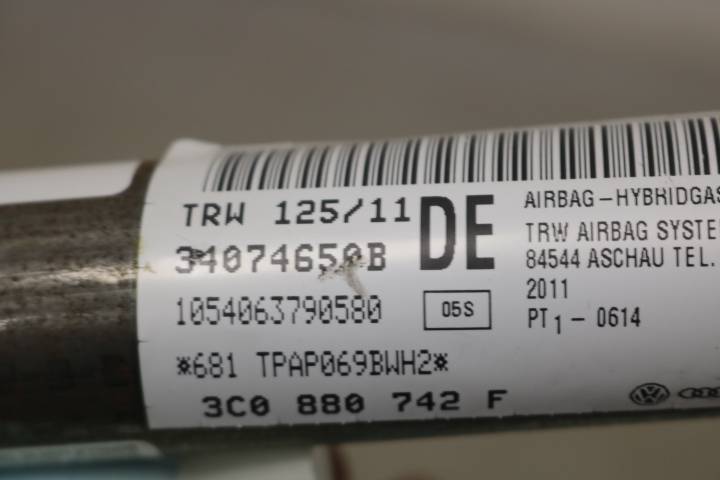 TRW 125/11
34074650B
1054063790580
*681 TPAP069BWH2*
3C0 880 742 F
DE
05S
AIRBAG-HYBRIDGAS
TRW AIRBAG SYSTE
84544 ASCHAU TEL.
2011
PT1-0614